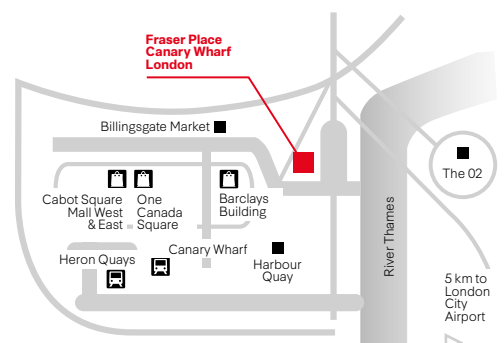 Fraser Place
Canary Wharf
London
Billingsgate Market
The 02
Cabot Square
Mall West
& East
One
Canada
Square
Barclays
Building
River Thames
Canary Wharf
Heron Quays
Harbour
Quay
5 km to
London
City
Airport